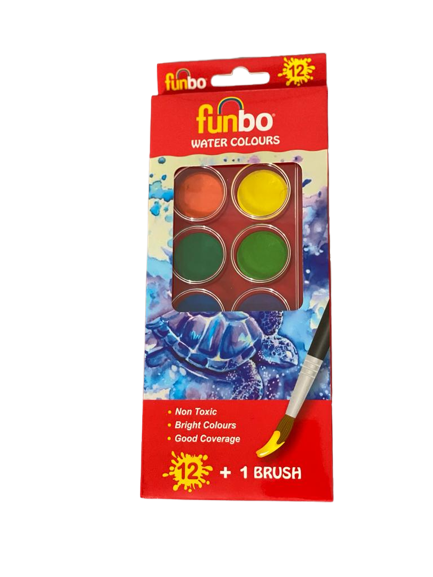 funbo
12
funbo
WATER COLOURS
• Non Toxic
• Bright Colours
• Good Coverage
12 + 1 BRUSH